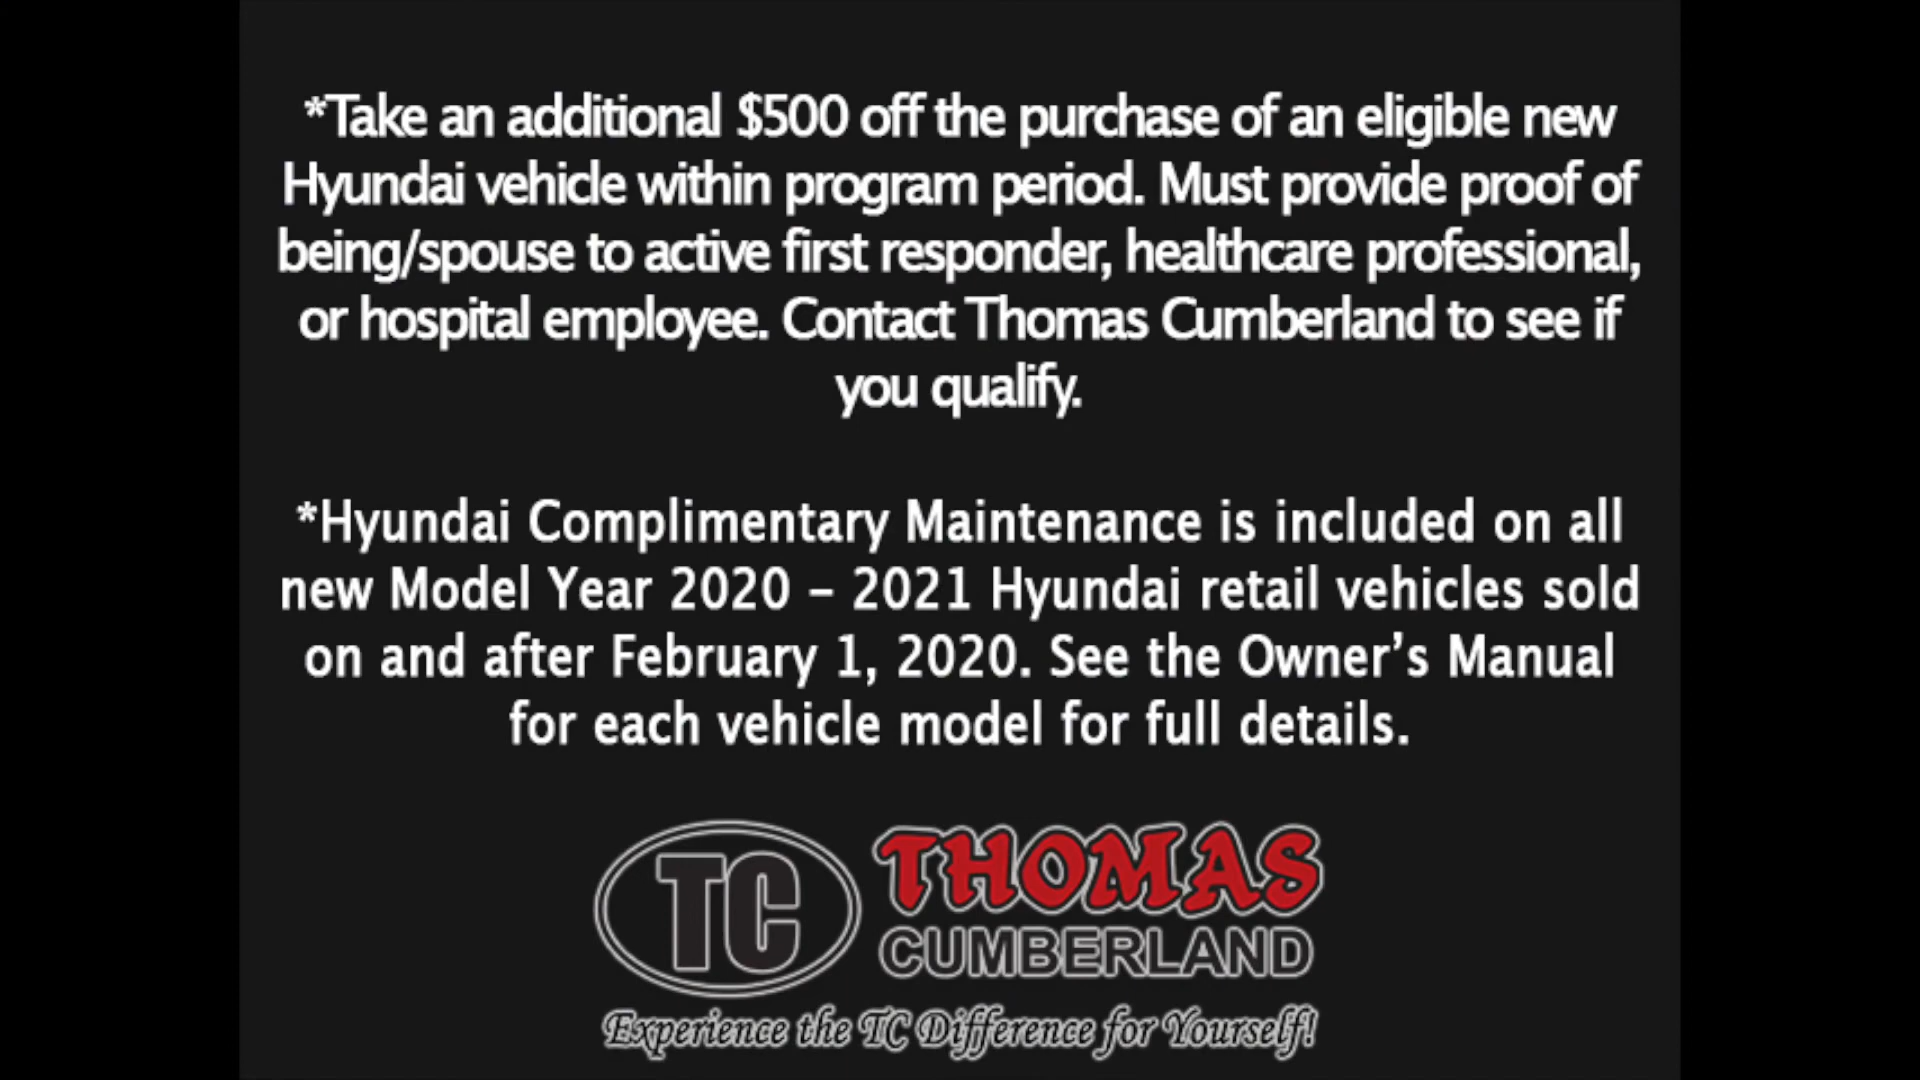 *Take an additional $500 off the purchase of an eligible new
Hyundai vehicle within program period. Must provide proof of
being/spouse to active first responder, healthcare professional,
or hospital employee. Contact Thomas Cumberland to see if
you qualify.
*Hyundai Complimentary Maintenance is included on all
new Model Year 2020 – 2021 Hyundai retail vehicles sold
on and after February 1, 2020. See the Owner’s Manual
for each vehicle model for full details.
TC THOMAS
CUMBERLAND
Experience the TC Difference for Yourself!